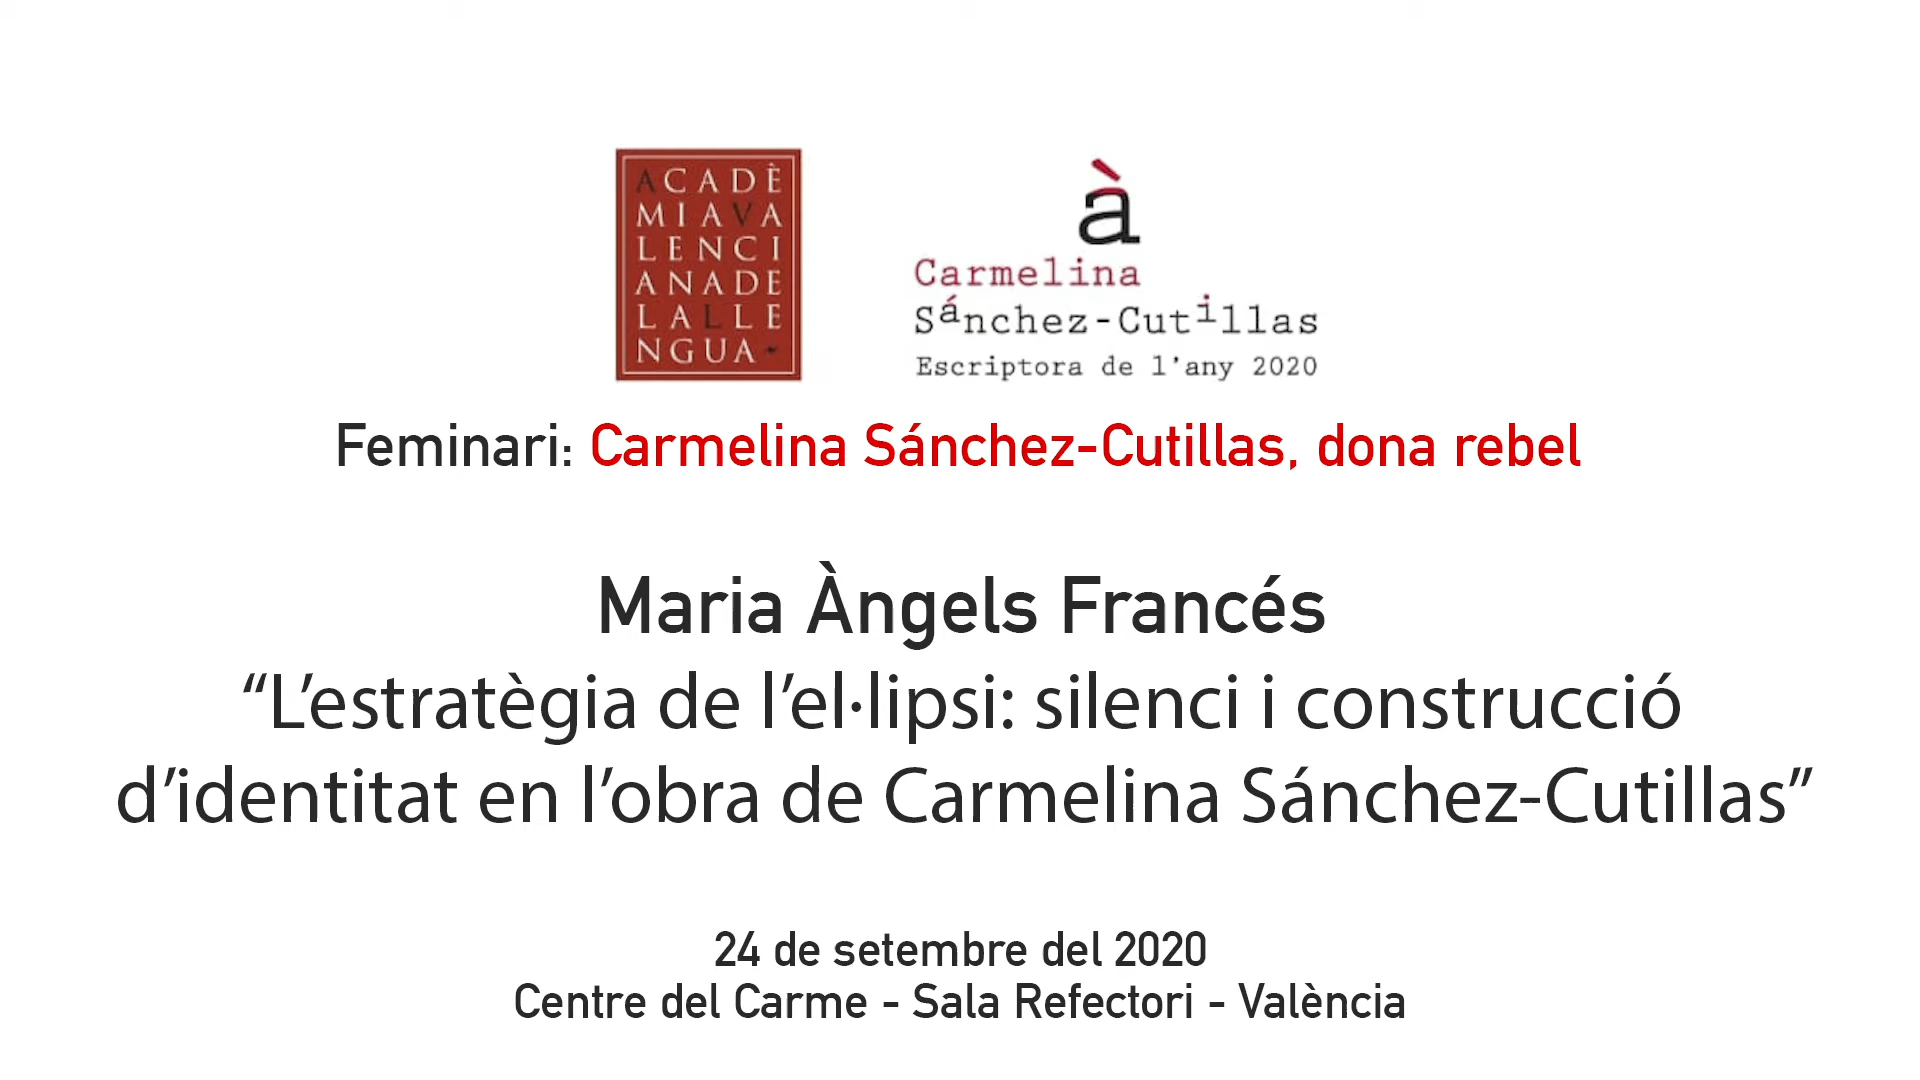 ACADÈ
MIAVA
LENCI
ANADE
LALLE
NGUA
à
Carmelina
Sánchez-Cutillas
Escriptora de l'any 2020
Feminari: Carmelina Sánchez-Cutillas, dona rebel
Maria Àngels Francés
“L’estratègia de l’el·lipsi: silenci i construcció
d’identitat en l’obra de Carmelina Sánchez-Cutillas”
24 de setembre del 2020
Centre del Carme - Sala Refectori - València